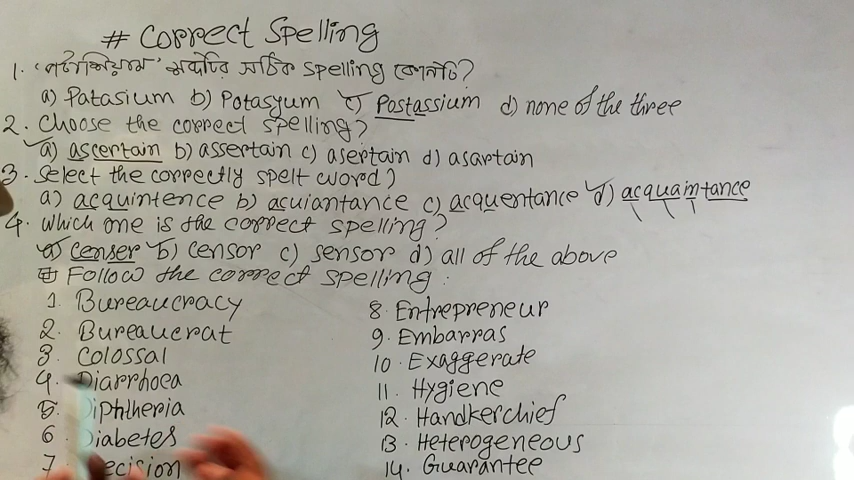 # Correct Spelling
1. 'পটাশিয়াম' শব্দটির সঠিক spelling কোনটি?
a) Patasium b) Potasyum c) Postassium d) none of the three
2. Choose the correct spelling?
a) ascertain b) assertain c) asertain d) asartain
3. Select the correctly spelt word?
a) acquintence b) acuiantance c) acquentance d) acquaintance
4. Which one is the correct spelling?
a) censer b) censor c) sensor d) all of the above
Follow the correct spelling:
1. Bureaucracy
2. Bureaucrat
3. Colossal
4. Diarrhoea
5. Diphtheria
6. Diabetes
7. ecision
8. Entrepreneur
9. Embarras
10. Exaggerate
11. Hygiene
12. Handkerchief
13. Heterogeneous
14. Guarantee